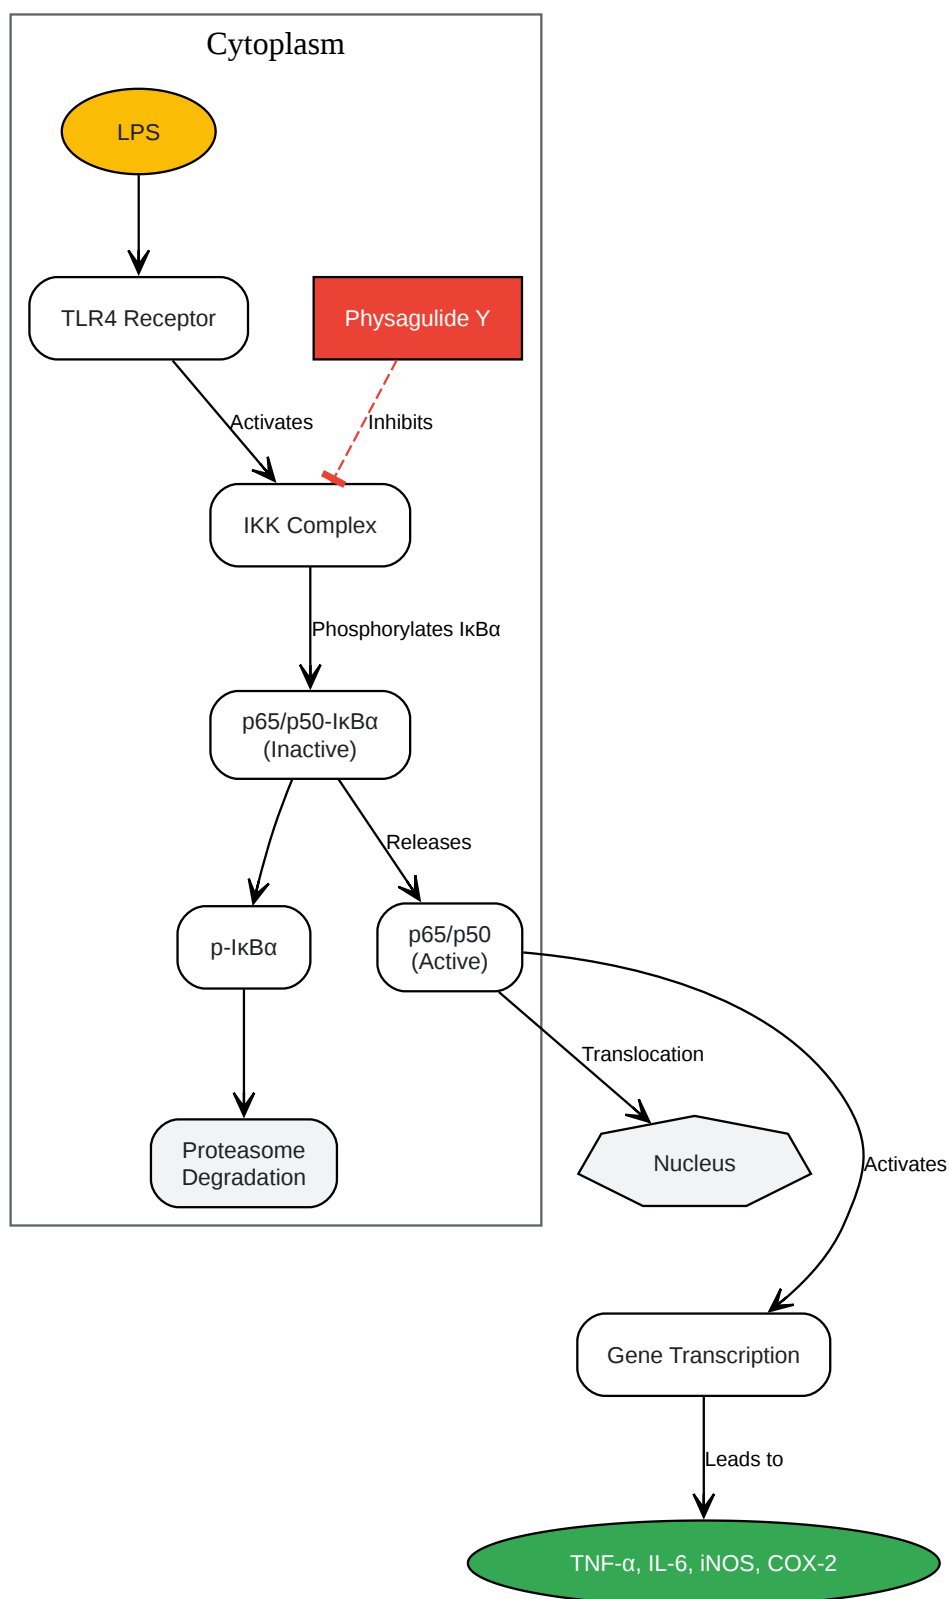 Cytoplasm
LPS
TLR4 Receptor
Physagulide Y
Activates
Inhibits
IKK Complex
Phosphorylates IκBα
p65/p50-IκBα
(Inactive)
Releases
p-IκBα
p65/p50
(Active)
Translocation
Proteasome
Degradation
Nucleus
Activates
Gene Transcription
Leads to
TNF-α, IL-6, iNOS, COX-2